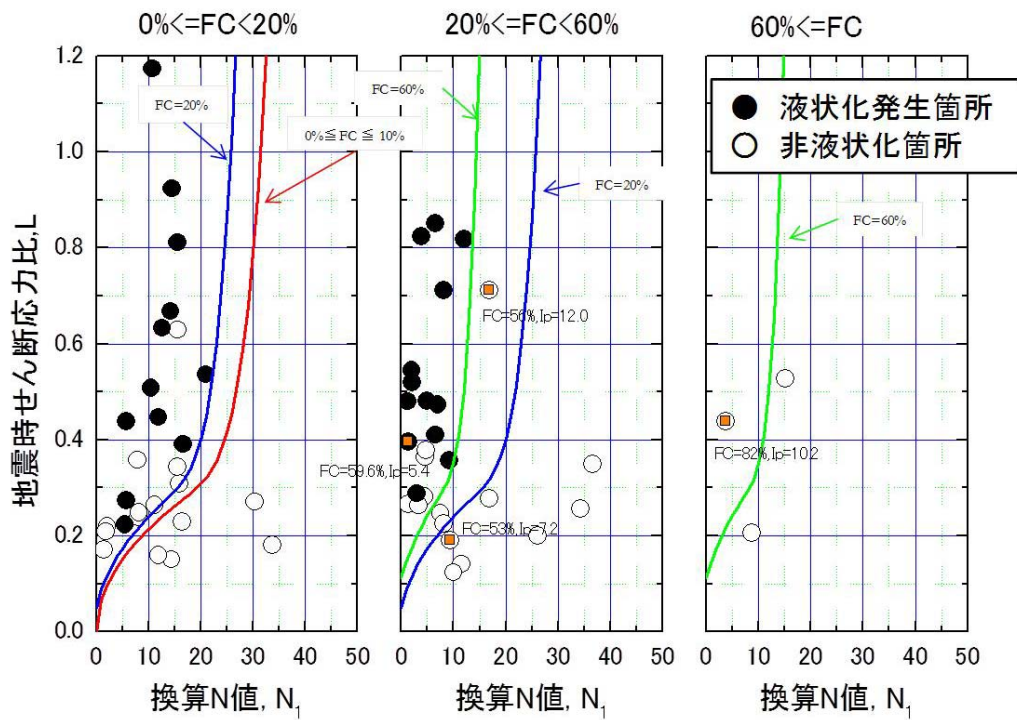 0%<=FC<20%
20%<=FC<60%
60%<=FC
地震時せん断応力比,L
1.2
1.0
0.8
0.6
0.4
0.2
0.0
FC=20%
0%≦FC ≦ 10%
FC=60%
FC=20%
FC=56%,Ip=12.0
FC=59.6%,Ip=5.4
FC=53%,Ip=7.2
● 液状化発生箇所
○ 非液状化箇所
FC=60%
FC=82%,Ip=10.2
0 10 20 30 40 50
0 10 20 30 40 50
0 10 20 30 40 50
換算N値, N₁
換算N値, N₁
換算N値, N₁